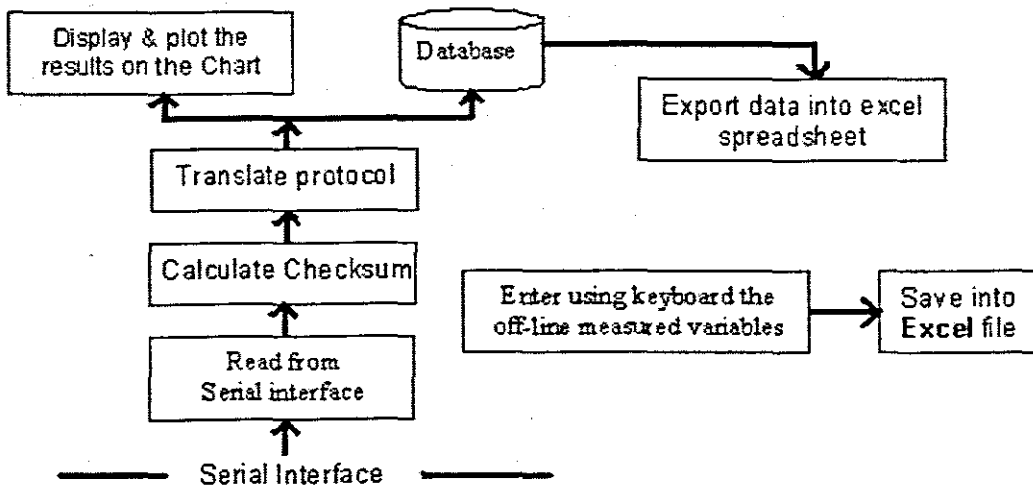 Display & plot the
results on the Chart
Database
Export data into excel
spreadsheet
Translate protocol
Calculate Checksum
Enter using keyboard the
off-line measured variables
Save into
Excel file
Read from
Serial interface
Serial Interface